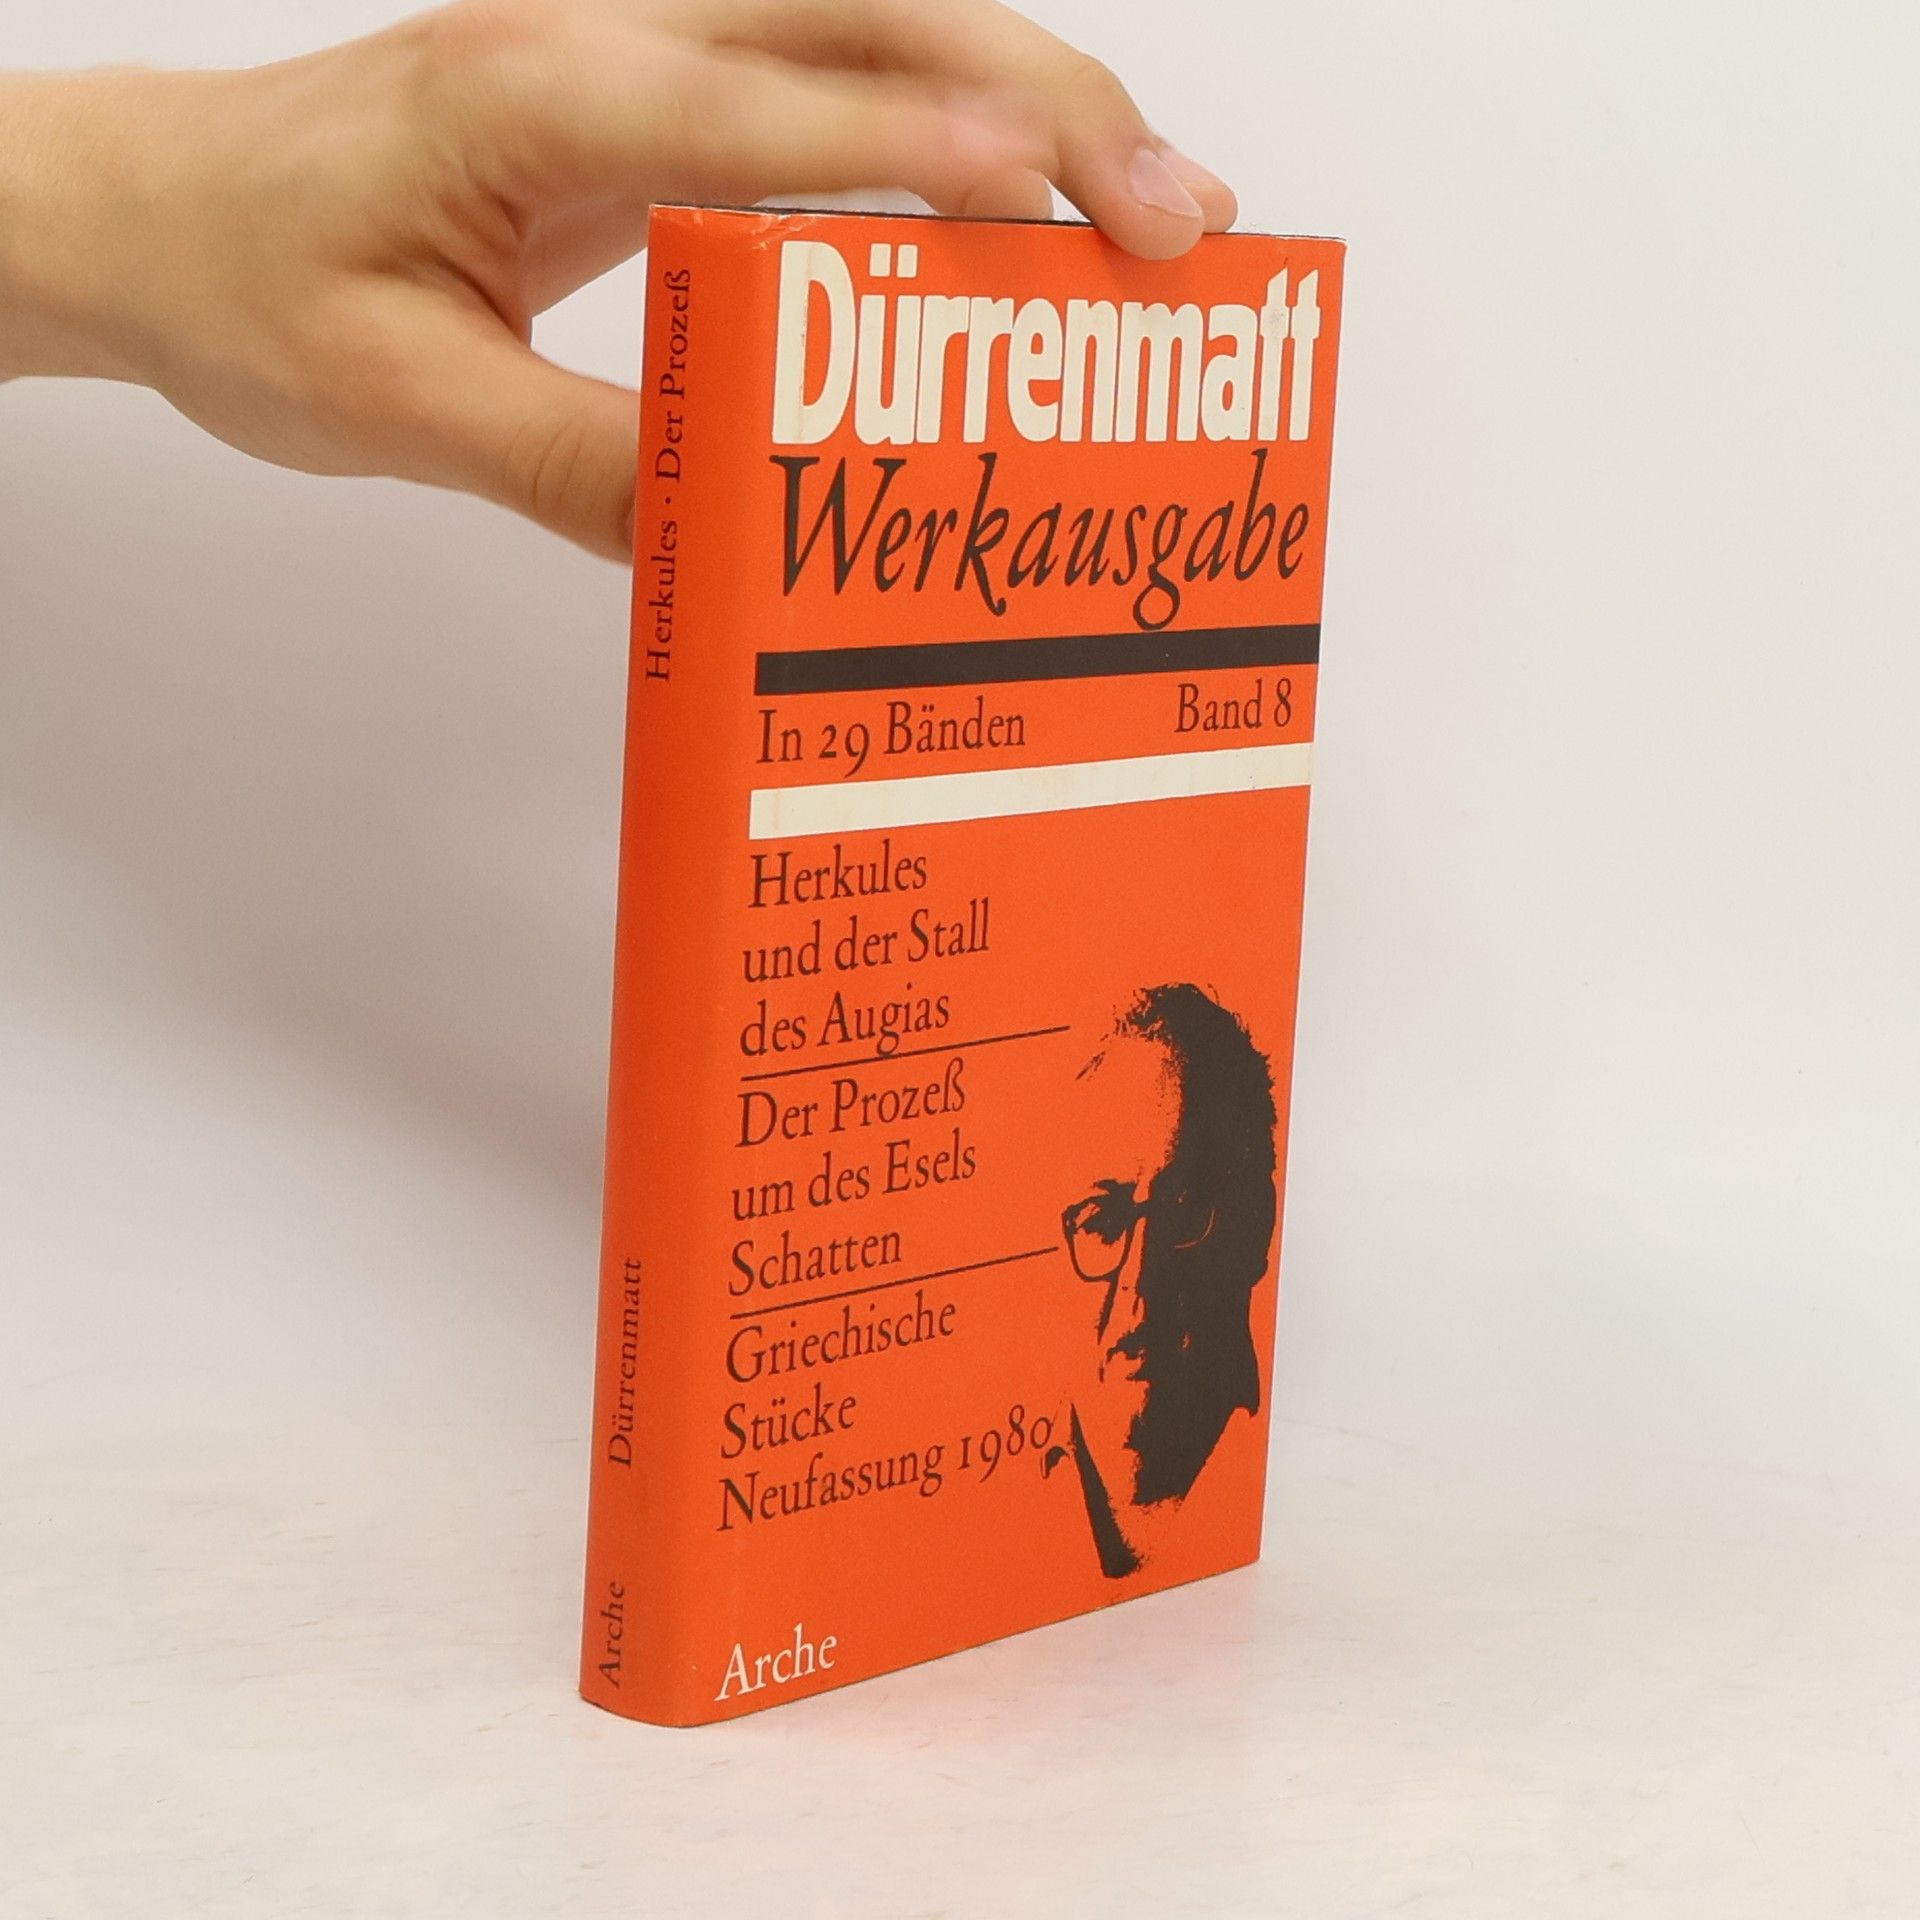 Dürrenmatt
Werkausgabe
In 29 Bänden Band 8
Herkules
und der Stall
des Augias
Der Prozeß
um des Esels
Schatten
Griechische
Stücke
Neufassung 1980
Arche
Arche Dürrenmatt Herkules · Der Prozeß